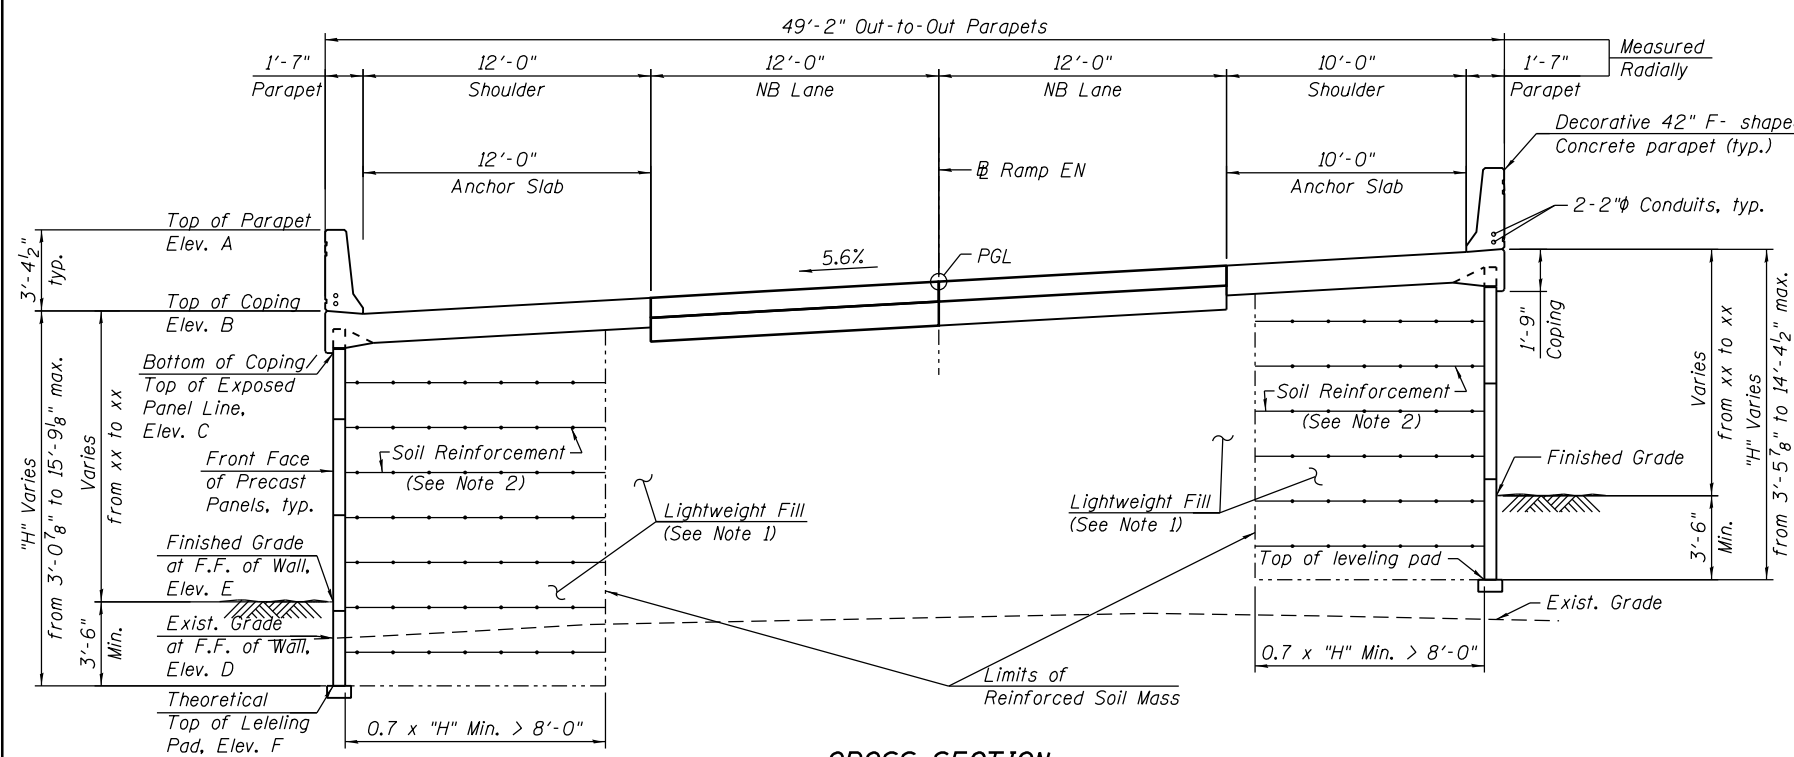 49'-2" Out-to-Out Parapets
1'-7"
Parapet
12'-0"
Shoulder
12'-0"
NB Lane
12'-0"
NB Lane
10'-0"
Shoulder
1'-7"
Parapet
Measured
Radially
Decorative 42" F- shape
Concrete parapet (typ.)
12'-0"
Anchor Slab
℄ Ramp EN
10'-0"
Anchor Slab
2-2"ϕ Conduits, typ.
Top of Parapet
Elev. A
3'-4½"
typ.
5.6%
PGL
Top of Coping
Elev. B
1'-9"
Coping
Bottom of Coping/
Top of Exposed
Panel Line,
Elev. C
"H" Varies
from 3'-0⅞" to 15'-9⅛" max.
Varies
from xx to xx
Soil Reinforcement
(See Note 2)
Soil Reinforcement
(See Note 2)
Varies
from xx to xx
"H" Varies
from 3'-5⅞" to 14'-4½" max.
Front Face
of Precast
Panels, typ.
Finished Grade
Lightweight Fill
(See Note 1)
Lightweight Fill
(See Note 1)
Finished Grade
at F.F. of Wall,
Elev. E
3'-6"
Min.
Top of leveling pad
3'-6"
Min.
Exist. Grade
Exist. Grade
at F.F. of Wall,
Elev. D
0.7 x "H" Min. > 8'-0"
Limits of
Reinforced Soil Mass
Theoretical
Top of Leleling
Pad, Elev. F
0.7 x "H" Min. > 8'-0"
CROSS SECTION